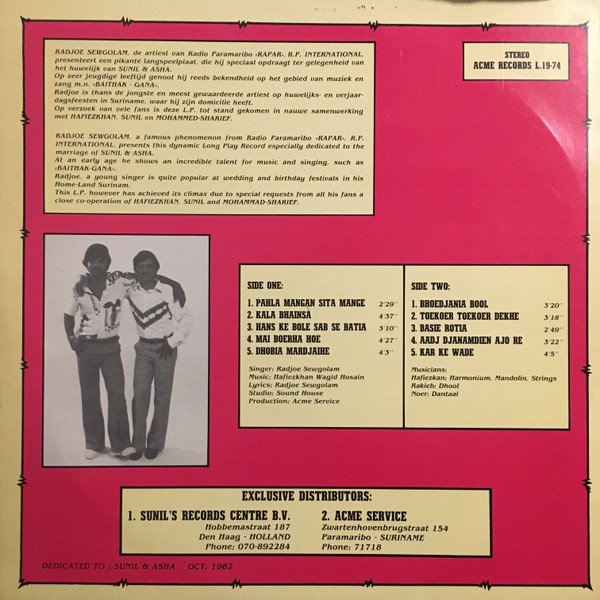 RADJOE SEWGOLAM, de artiest van Radio Paramaribo «RAPAR», R.P. INTERNATIONAL,
presenteert een pikante langspeelplaat, die hij speciaal opdraagt ter gelegenheid van
het huwelijk van SUNIL & ASHA.
Op zeer jeugdige leeftijd genoot hij reeds bekendheid op het gebied van muziek en
zang m.n. «BAITHAK - GANA».
Radjoe is thans de jongste en meest gewaardeerde artiest op huwelijks- en verjaar-
dagsfeesten in Suriname, waar hij zijn domicilie heeft.
Op verzoek van vele fans is deze L.P. tot stand gekomen in nauwe samenwerking
met HAFIEZKHAN, SUNIL en MOHAMMED-SHARIEF.
RADJOE SEWGOLAM, a famous phenomenon from Radio Paramaribo «RAPAR», R.P.
INTERNATIONAL, presents this dynamic Long Play Record especially dedicated to the
marriage of SUNIL & ASHA.
At an early age he shows an incredible talent for music and singing, such as
«BAITHAK-GANA».
Radjoe, a young singer is quite popular at wedding and birthday festivals in his
Home-Land Surinam.
This L.P. however has achieved its climax due to special requests from all his fans a
close co-operation of HAFIEZKHAN, SUNIL and MOHAMMAD-SHARIEF.
STEREO
ACME RECORDS L.19-74
SIDE ONE:
1. PAHLA MANGAN SITA MANGE 2'29"
2. KALA BHAINSA 4'37"
3. HANS KE BOLE SAB SE BATIA 3'10"
4. MAI BOERHA HOE 4'27"
5. DHOBIA MARDJAIHE 4'3"
Singer; Radjoe Sewgolam
Music; Hafiezkhan Wagid Hosain
Lyrics; Radjoe Sewgolam
Studio; Sound House
Production; Acme Service
SIDE TWO:
1. BHOEDJANIA BOOL 3'20"
2. TOEKOER TOEKOER DEKHE 3'18"
3. BASIE ROTIA 2'49"
4. AADJ DJANAMDIEN AJO RE 3'22"
5. KAR KE WADE 4'5"
Musicians:
Hafiezkan; Harmonium, Mandolin, Strings
Rakieb; Dhool
Noer; Dantaal
EXCLUSIVE DISTRIBUTORS:
1. SUNIL'S RECORDS CENTRE B.V.
Hobbemastraat 187
Den Haag - HOLLAND
Phone; 070-892284
2. ACME SERVICE
Zwartenhovenbrugstraat 154
Paramaribo - SURINAME
Phone; 71718
DEDICATED TO : SUNIL & ASHA OCT. 1982